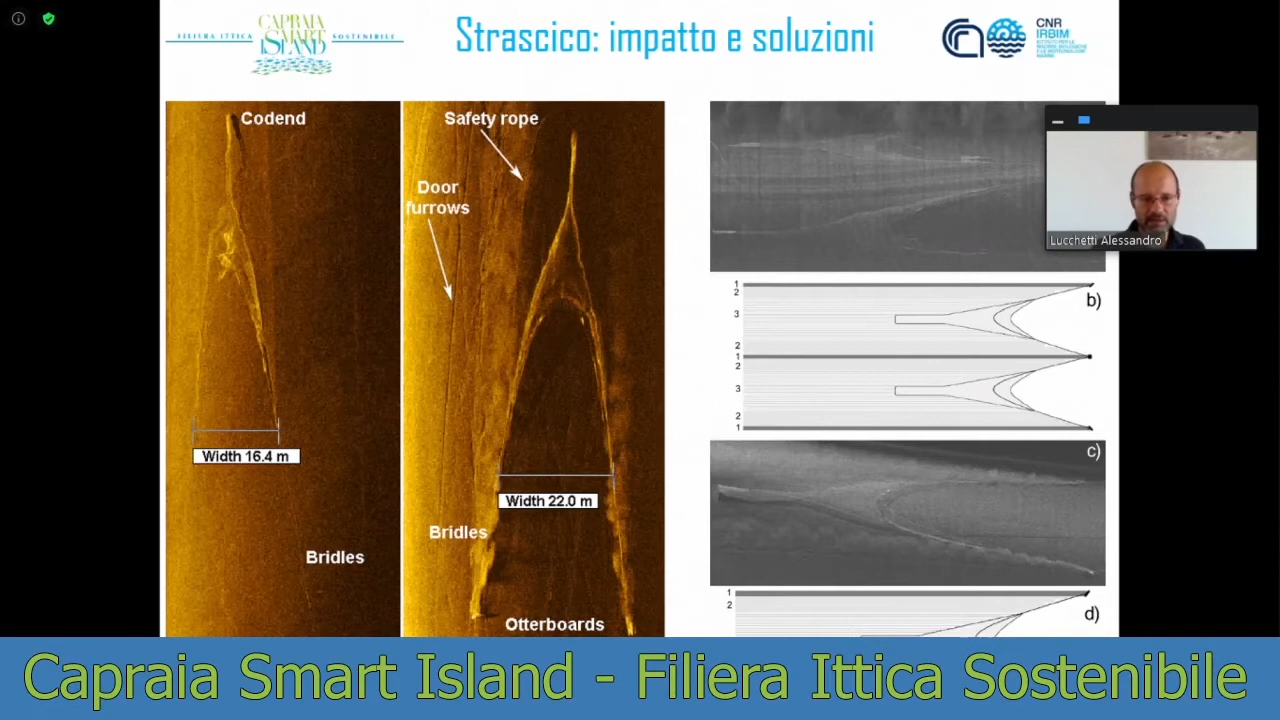 FILIERA ITTICA
CAPRAIA
SMART
ISLAND
SOSTENIBILE
Strascico: impatto e soluzioni
CNR
IRBIM
Codend
Safety rope
Door
furrows
Width 16.4 m
Width 22.0 m
Bridles
Bridles
Otterboards
Lucchetti Alessandro
1
2
3
2
1
2
3
2
1
b)
c)
1
2
d)
Capraia Smart Island - Filiera Ittica Sostenibile